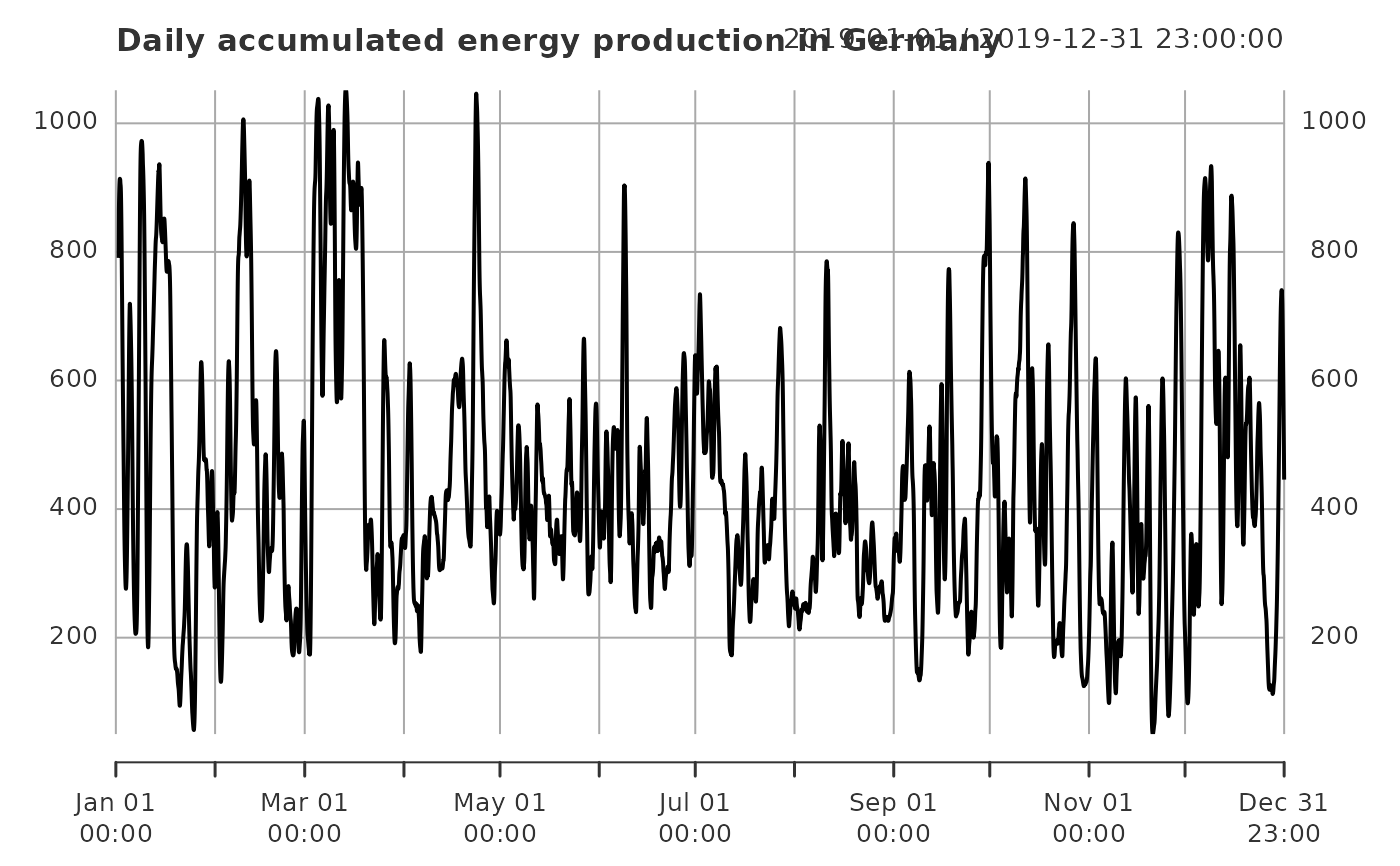 Daily accumulated energy production in Germany
2019-01-01 / 2019-12-31 23:00:00
1000 1000
800 800
600 600
400 400
200 200
Jan 01 Mar 01 May 01 Jul 01 Sep 01 Nov 01 Dec 31
00:00 00:00 00:00 00:00 00:00 00:00 23:00